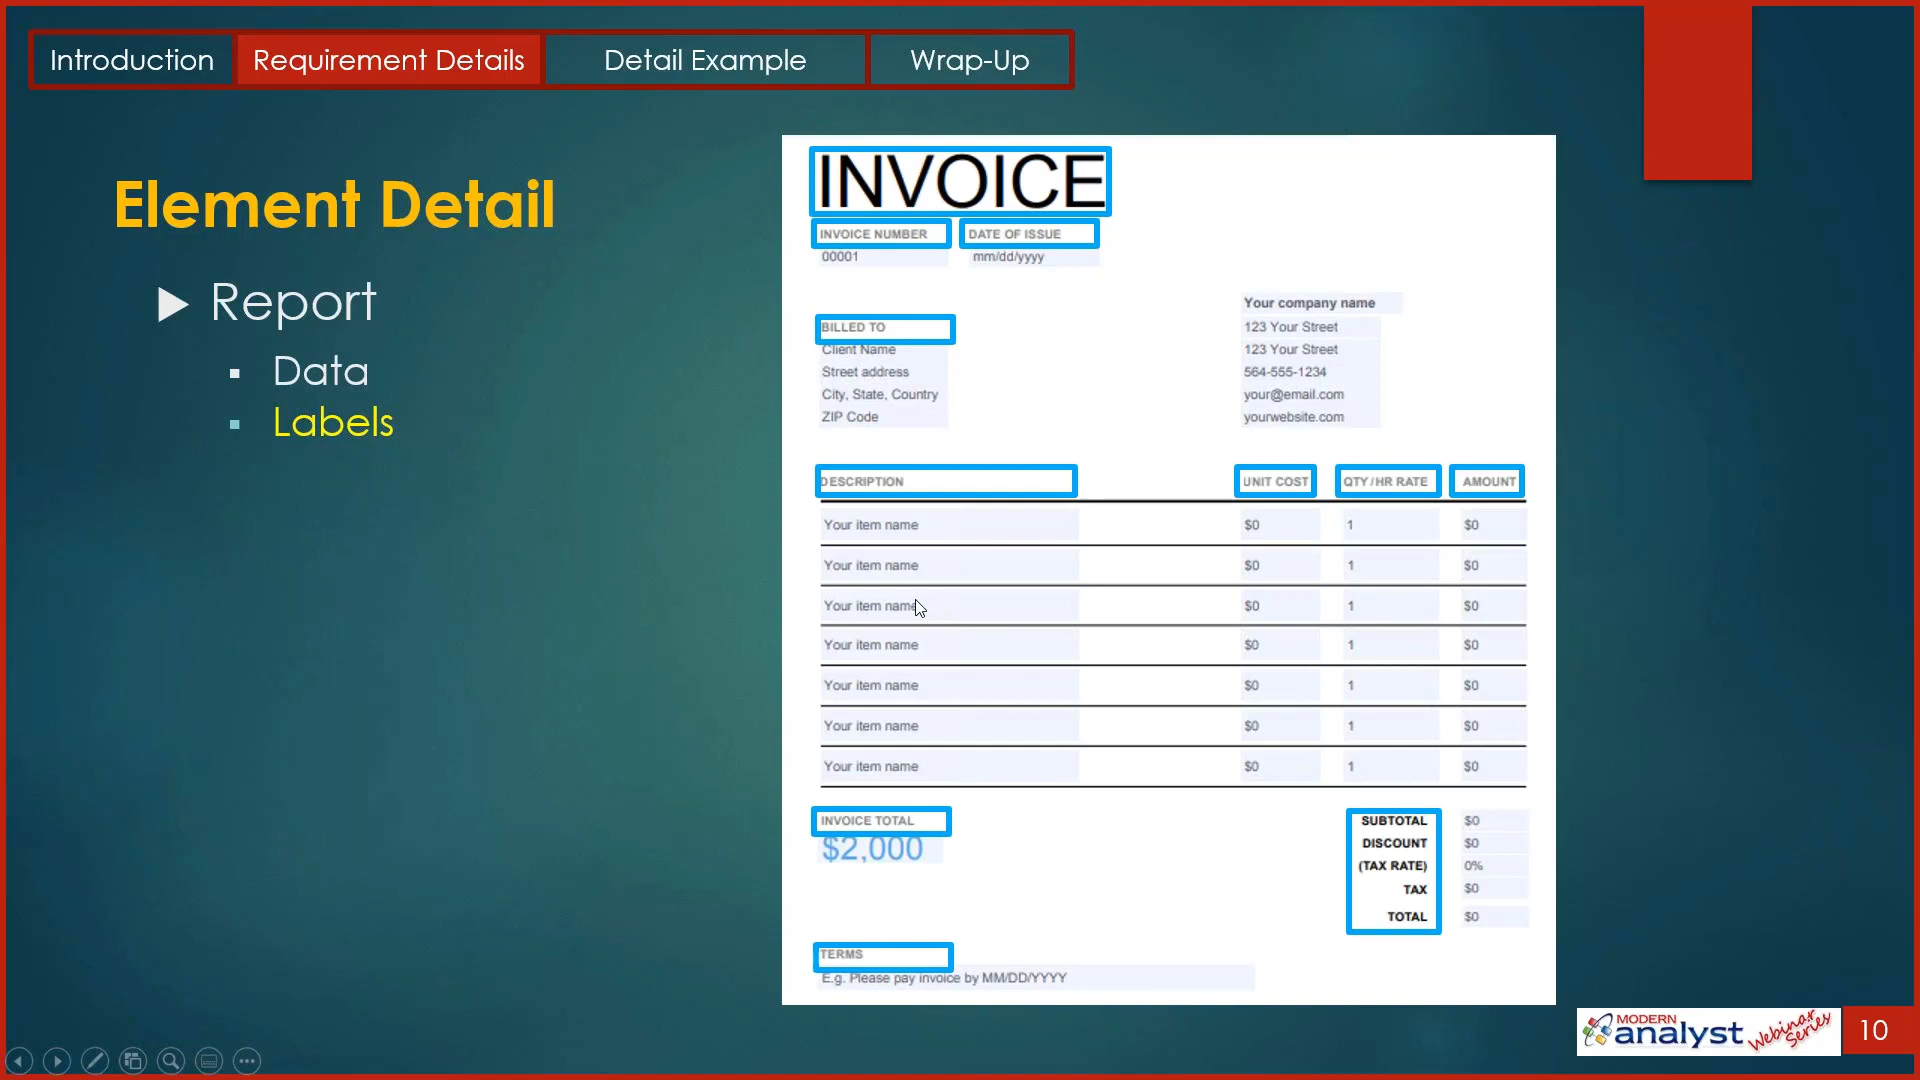 Introduction Requirement Details Detail Example Wrap-Up
Element Detail
Report
Data
Labels
INVOICE
INVOICE NUMBER DATE OF ISSUE
00001 mm/dd/yyyy
Your company name
BILLED TO 123 Your Street
Client Name 123 Your Street
Street address 564-555-1234
City, State, Country your@email.com
ZIP Code yourwebsite.com
DESCRIPTION UNIT COST QTY/HR RATE AMOUNT
Your item name $0 1 $0
Your item name $0 1 $0
Your item name $0 1 $0
Your item name $0 1 $0
Your item name $0 1 $0
Your item name $0 1 $0
Your item name $0 1 $0
INVOICE TOTAL SUBTOTAL $0
$2,000 DISCOUNT $0
(TAX RATE) 0%
TAX $0
TOTAL $0
TERMS
E.g. Please pay invoice by MM/DD/YYYY
MODERN
analyst Webinar Series
10